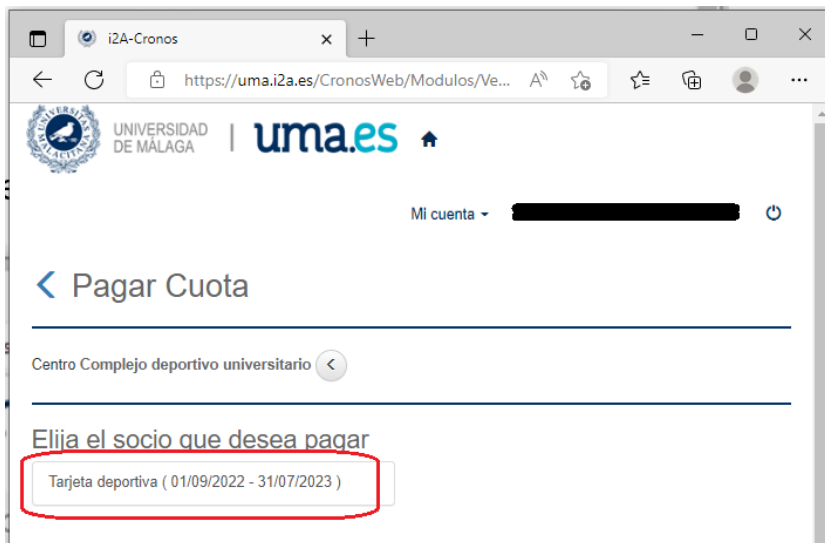 i2A-Cronos
https://uma.i2a.es/CronosWeb/Modulos/Ve...
UNIVERSIDAD
DE MÁLAGA
uma.es
Mi cuenta
Pagar Cuota
Centro Complejo deportivo universitario
Elija el socio que desea pagar
Tarjeta deportiva ( 01/09/2022 - 31/07/2023 )